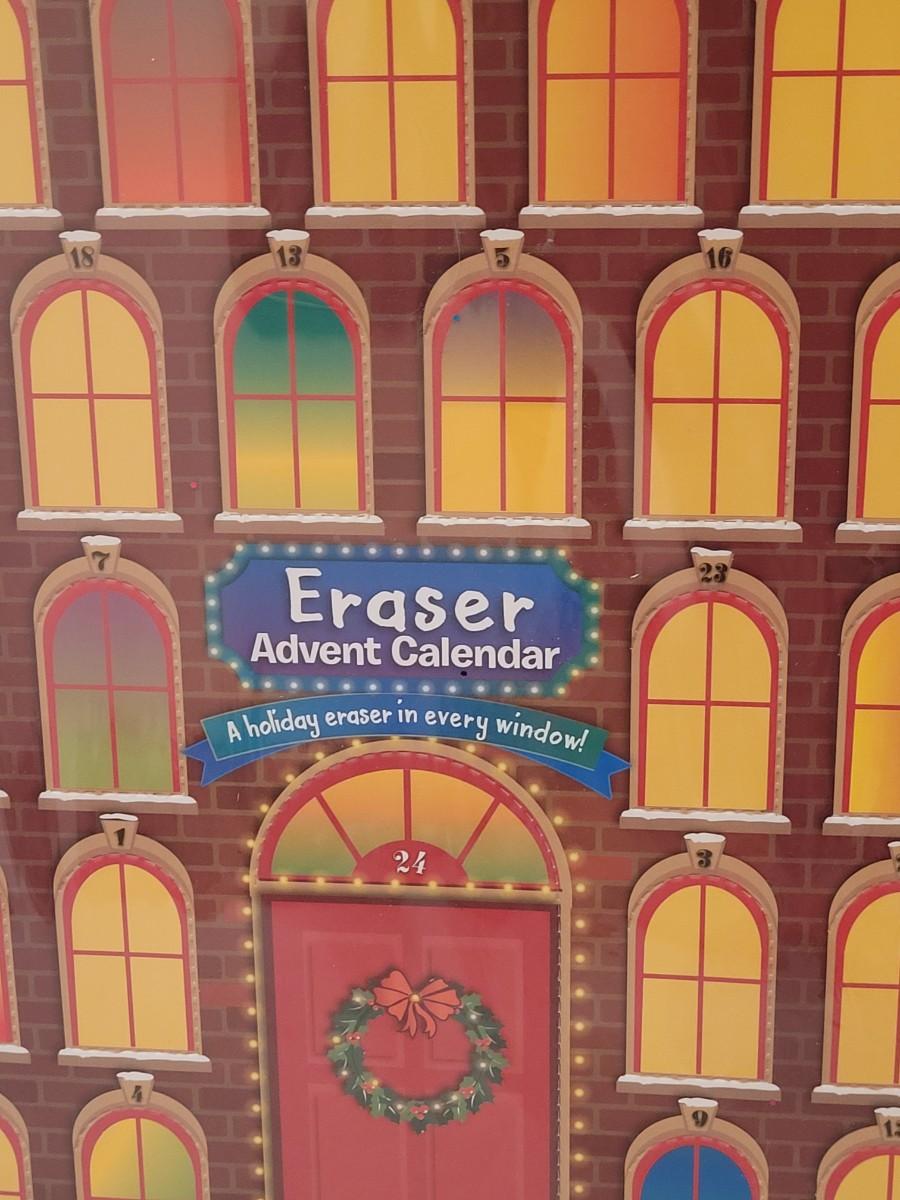 18 13 5 16
7 23
Eraser
Advent Calendar
A holiday eraser in every window!
24
1 3
4 9